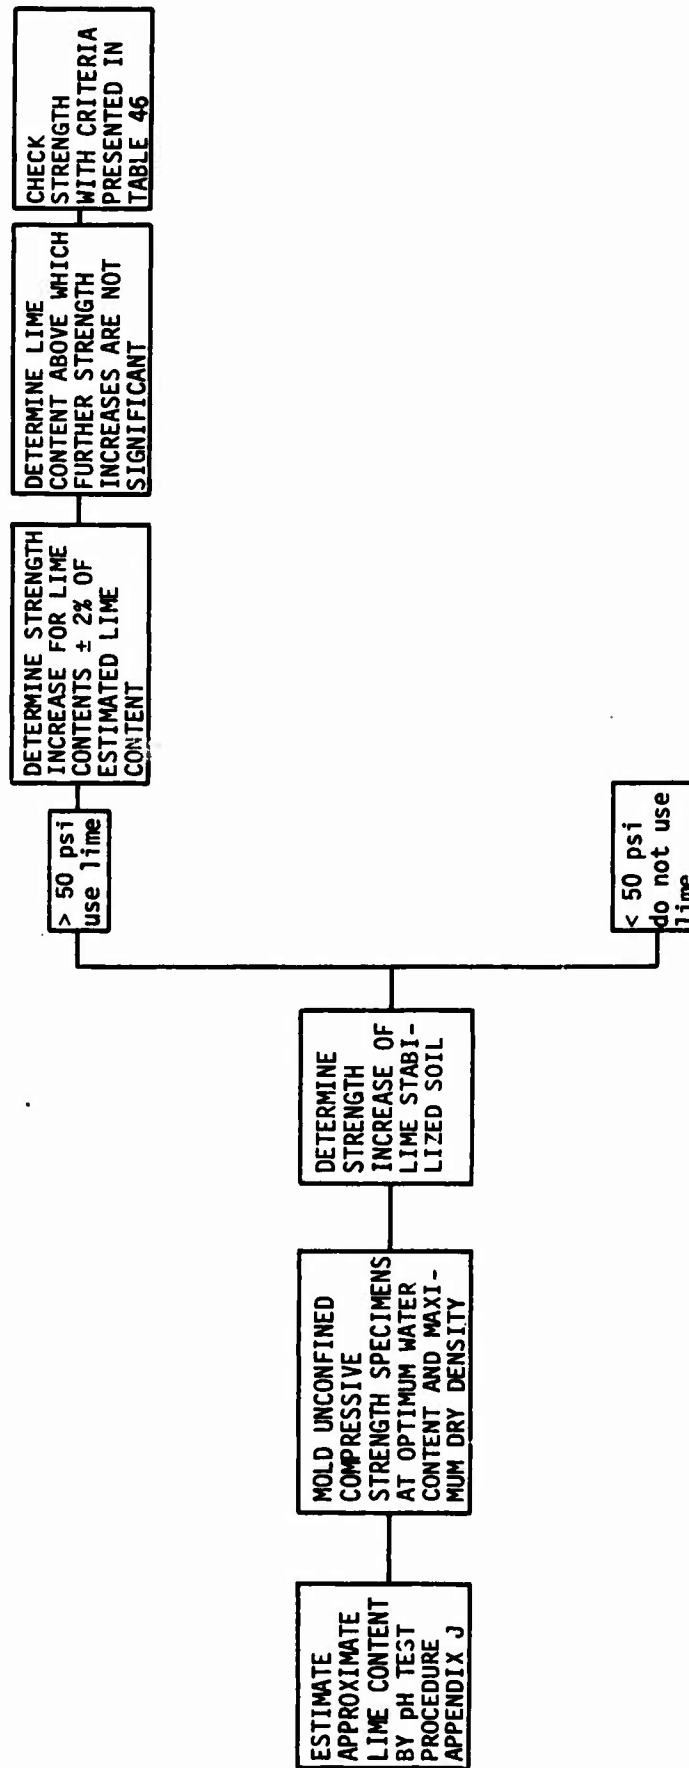 ESTIMATE
APPROXIMATE
LIME CONTENT
BY pH TEST
PROCEDURE
APPENDIX J
MOLD UNCONFINED
COMPRESSIVE
STRENGTH SPECIMENS
AT OPTIMUM WATER
CONTENT AND MAXI-
MUM DRY DENSITY
DETERMINE
STRENGTH
INCREASE OF
LIME STABI-
LIZED SOIL
> 50 psi
use lime
DETERMINE STRENGTH
INCREASE FOR LIME
CONTENTS ± 2% OF
ESTIMATED LIME
CONTENT
DETERMINE LIME
CONTENT ABOVE WHICH
FURTHER STRENGTH
INCREASES ARE NOT
SIGNIFICANT
CHECK
STRENGTH
WITH CRITERIA
PRESENTED IN
TABLE 46
< 50 psi
do not use
lime